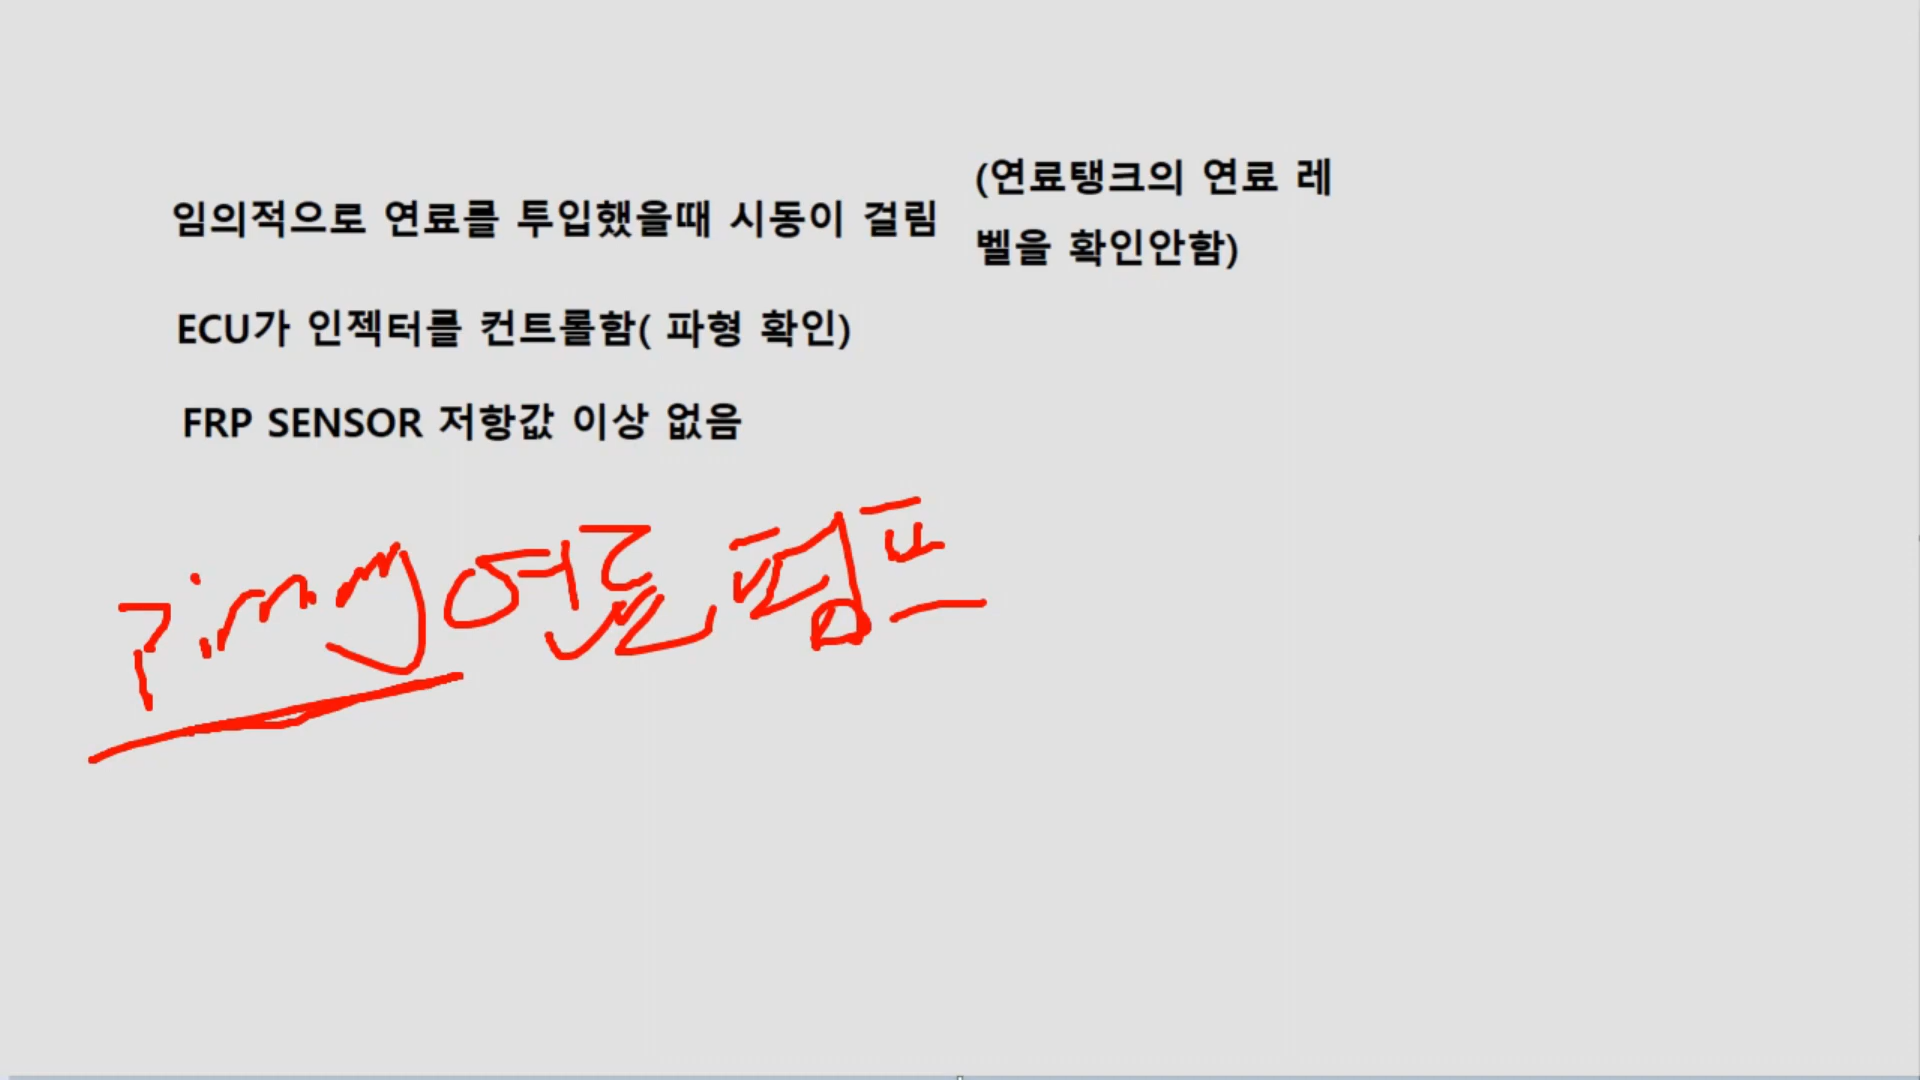 임의적으로 연료를 투입했을때 시동이 걸림
(연료탱크의 연료 레
벨을 확인안함)
ECU가 인젝터를 컨트롤함( 파형 확인)
FRP SENSOR 저항값 이상 없음
연료펌프